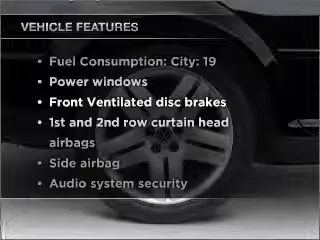 VEHICLE FEATURES
• Fuel Consumption: City: 19
• Power windows
• Front Ventilated disc brakes
• 1st and 2nd row curtain head
airbags
• Side airbag
• Audio system security